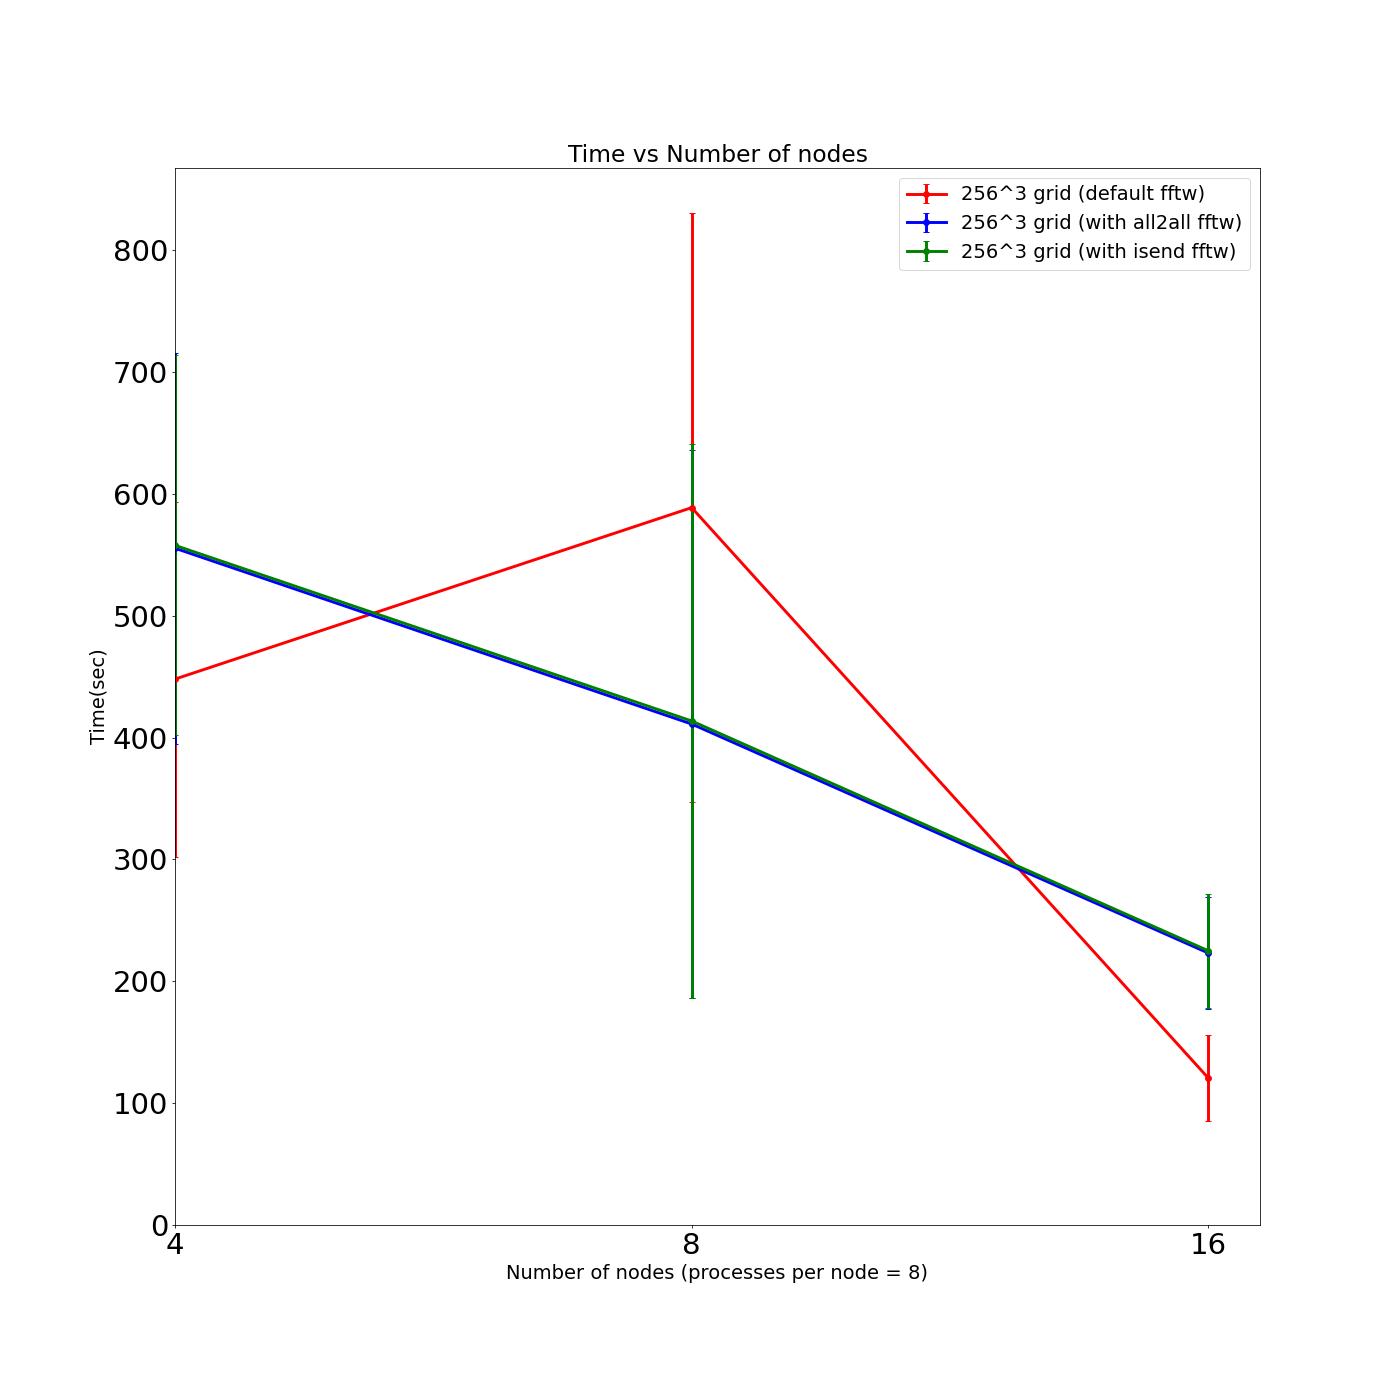 Time vs Number of nodes
256^3 grid (default fftw)
256^3 grid (with all2all fftw)
256^3 grid (with isend fftw)
800
700
600
500
400
300
200
100
0
Time(sec)
4 8 16
Number of nodes (processes per node = 8)